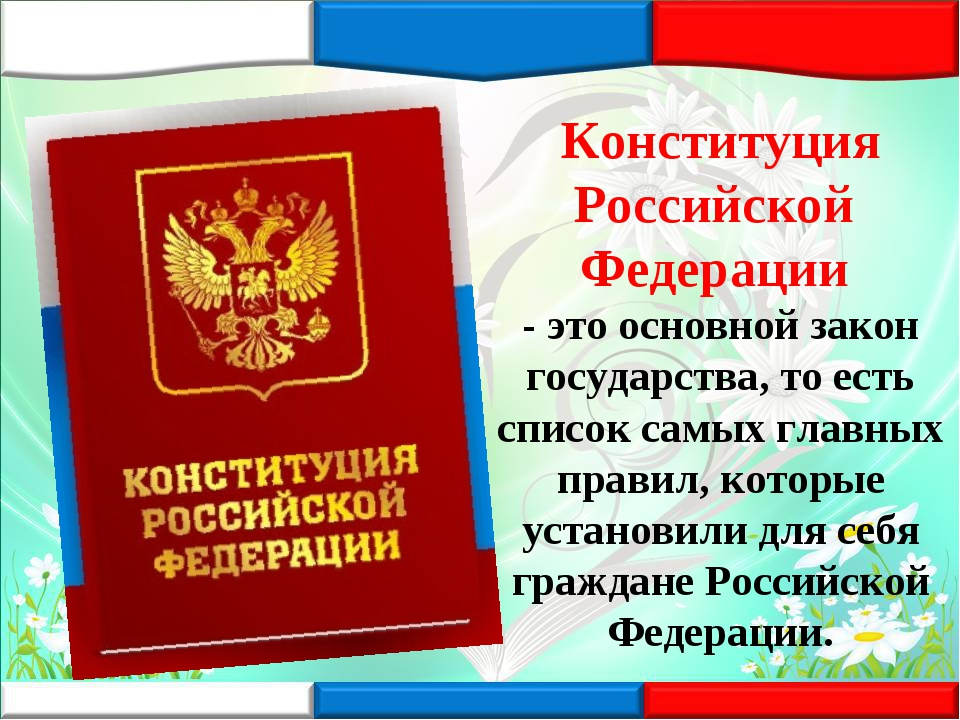 КОНСТИТУЦИЯ
РОССИЙСКОЙ
ФЕДЕРАЦИИ
Конституция
Российской
Федерации
- это основной закон
государства, то есть
список самых главных
правил, которые
установили для себя
граждане Российской
Федерации.